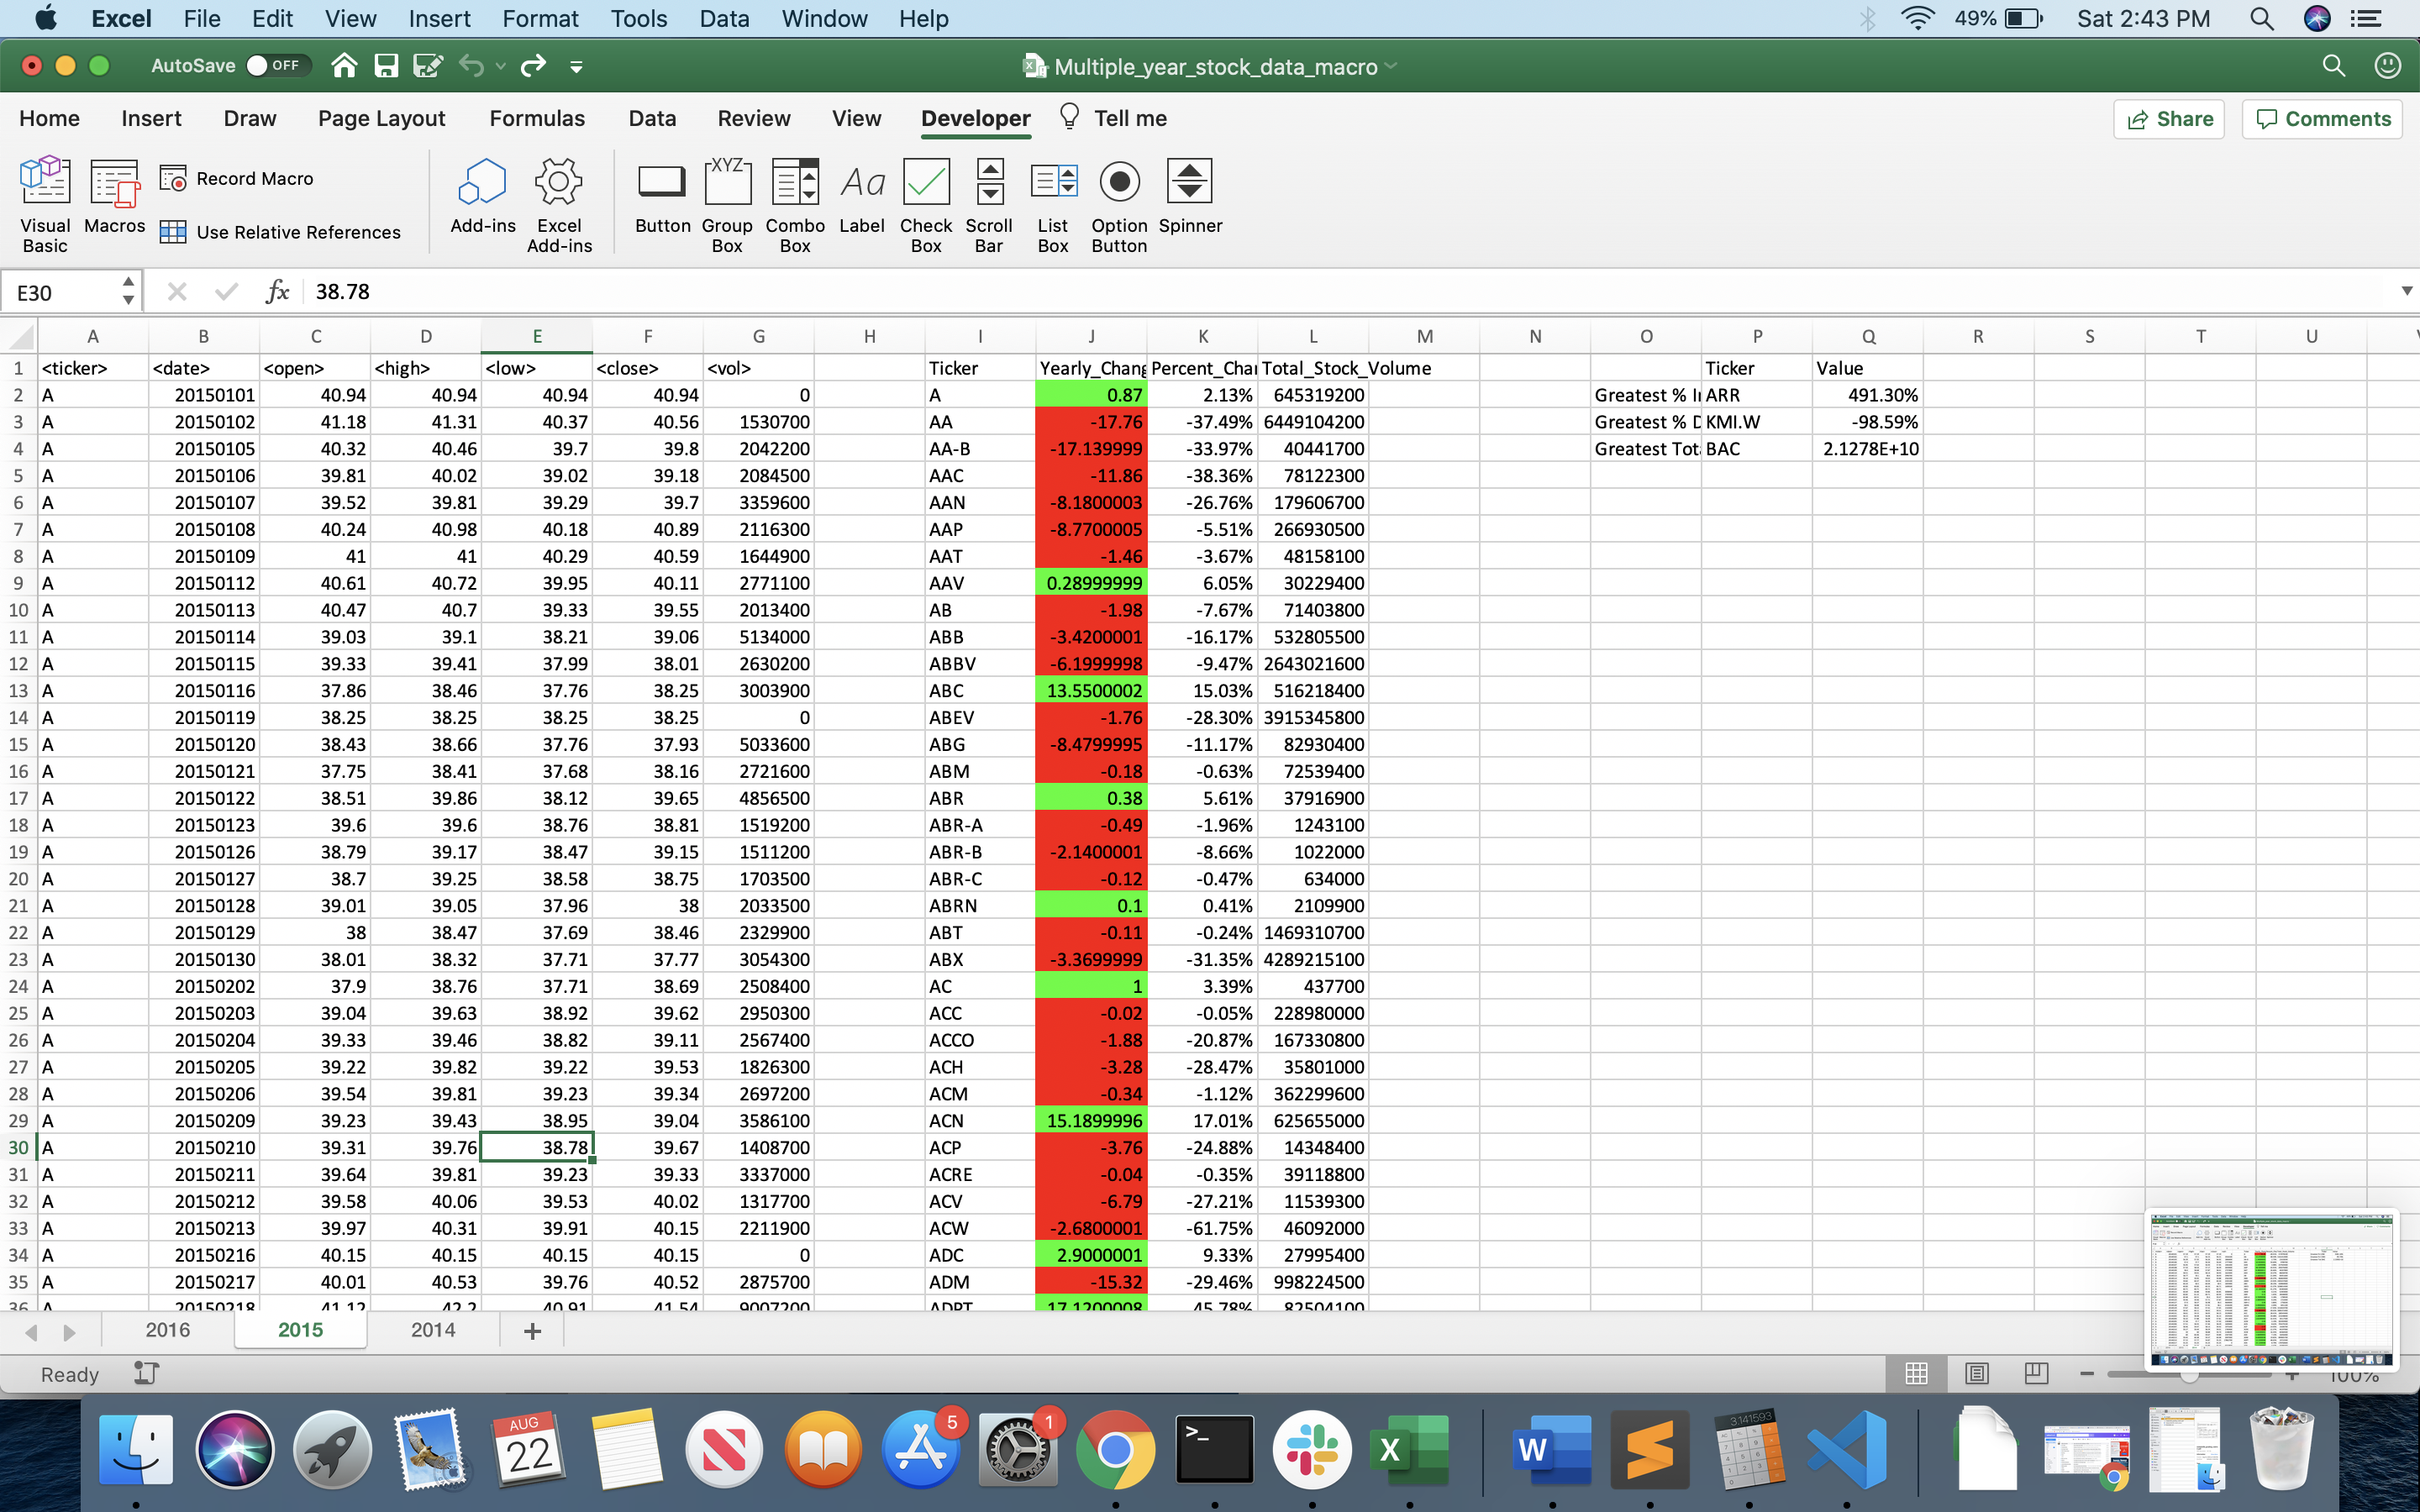 Excel File Edit View Insert Format Tools Data Window Help 49% Sat 2:43 PM
AutoSave OFF Multiple_year_stock_data_macro
Home Insert Draw Page Layout Formulas Data Review View Developer Tell me Share Comments
Visual Basic Macros Record Macro Use Relative References Add-ins Excel Add-ins Button XYZ Group Box Combo Box Aa Label Check Box Scroll Bar List Box Option Button Spinner
E30 fx 38.78
A B C D E F G H I J K L M N O P Q R S T U
1 <ticker> <date> <open> <high> <low> <close> <vol> Ticker Yearly_Chang Percent_Cha Total_Stock_Volume Ticker Value
2 A 20150101 40.94 40.94 40.94 40.94 0 A 0.87 2.13% 645319200 Greatest % I ARR 491.30%
3 A 20150102 41.18 41.31 40.37 40.56 1530700 AA -17.76 -37.49% 6449104200 Greatest % D KMI.W -98.59%
4 A 20150105 40.32 40.46 39.7 39.8 2042200 AA-B -17.139999 -33.97% 40441700 Greatest Tot BAC 2.1278E+10
5 A 20150106 39.81 40.02 39.02 39.18 2084500 AAC -11.86 -38.36% 78122300
6 A 20150107 39.52 39.81 39.29 39.7 3359600 AAN -8.1800003 -26.76% 179606700
7 A 20150108 40.24 40.98 40.18 40.89 2116300 AAP -8.7700005 -5.51% 266930500
8 A 20150109 41 41 40.29 40.59 1644900 AAT -1.46 -3.67% 48158100
9 A 20150112 40.61 40.72 39.95 40.11 2771100 AAV 0.28999999 6.05% 30229400
10 A 20150113 40.47 40.7 39.33 39.55 2013400 AB -1.98 -7.67% 71403800
11 A 20150114 39.03 39.1 38.21 39.06 5134000 ABB -3.4200001 -16.17% 532805500
12 A 20150115 39.33 39.41 37.99 38.01 2630200 ABBV -6.1999998 -9.47% 2643021600
13 A 20150116 37.86 38.46 37.76 38.25 3003900 ABC 13.5500002 15.03% 516218400
14 A 20150119 38.25 38.25 38.25 38.25 0 ABEV -1.76 -28.30% 3915345800
15 A 20150120 38.43 38.66 37.76 37.93 5033600 ABG -8.4799995 -11.17% 82930400
16 A 20150121 37.75 38.41 37.68 38.16 2721600 ABM -0.18 -0.63% 72539400
17 A 20150122 38.51 39.86 38.12 39.65 4856500 ABR 0.38 5.61% 37916900
18 A 20150123 39.6 39.6 38.76 38.81 1519200 ABR-A -0.49 -1.96% 1243100
19 A 20150126 38.79 39.17 38.47 39.15 1511200 ABR-B -2.1400001 -8.66% 1022000
20 A 20150127 38.7 39.25 38.58 38.75 1703500 ABR-C -0.12 -0.47% 634000
21 A 20150128 39.01 39.05 37.96 38 2033500 ABRN 0.1 0.41% 2109900
22 A 20150129 38 38.47 37.69 38.46 2329900 ABT -0.11 -0.24% 1469310700
23 A 20150130 38.01 38.32 37.71 37.77 3054300 ABX -3.3699999 -31.35% 4289215100
24 A 20150202 37.9 38.76 37.71 38.69 2508400 AC 1 3.39% 437700
25 A 20150203 39.04 39.63 38.92 39.62 2950300 ACC -0.02 -0.05% 228980000
26 A 20150204 39.33 39.46 38.82 39.11 2567400 ACCO -1.88 -20.87% 167330800
27 A 20150205 39.22 39.82 39.22 39.53 1826300 ACH -3.28 -28.47% 35801000
28 A 20150206 39.54 39.81 39.23 39.34 2697200 ACM -0.34 -1.12% 362299600
29 A 20150209 39.23 39.43 38.95 39.04 3586100 ACN 15.1899996 17.01% 625655000
30 A 20150210 39.31 39.76 38.78 39.67 1408700 ACP -3.76 -24.88% 14348400
31 A 20150211 39.64 39.81 39.23 39.33 3337000 ACRE -0.04 -0.35% 39118800
32 A 20150212 39.58 40.06 39.53 40.02 1317700 ACV -6.79 -27.21% 11539300
33 A 20150213 39.97 40.31 39.91 40.15 2211900 ACW -2.6800001 -61.75% 46092000
34 A 20150216 40.15 40.15 40.15 40.15 0 ADC 2.9000001 9.33% 27995400
35 A 20150217 40.01 40.53 39.76 40.52 2875700 ADM -15.32 -29.46% 998224500
36 A 20150218 41.12 42.2 40.91 41.54 9007200 ADPT 17.1200008 45.78% 82504100
2016 2015 2014 +
Ready 100%
AUG 22 5 1 >_ X W 3.141593